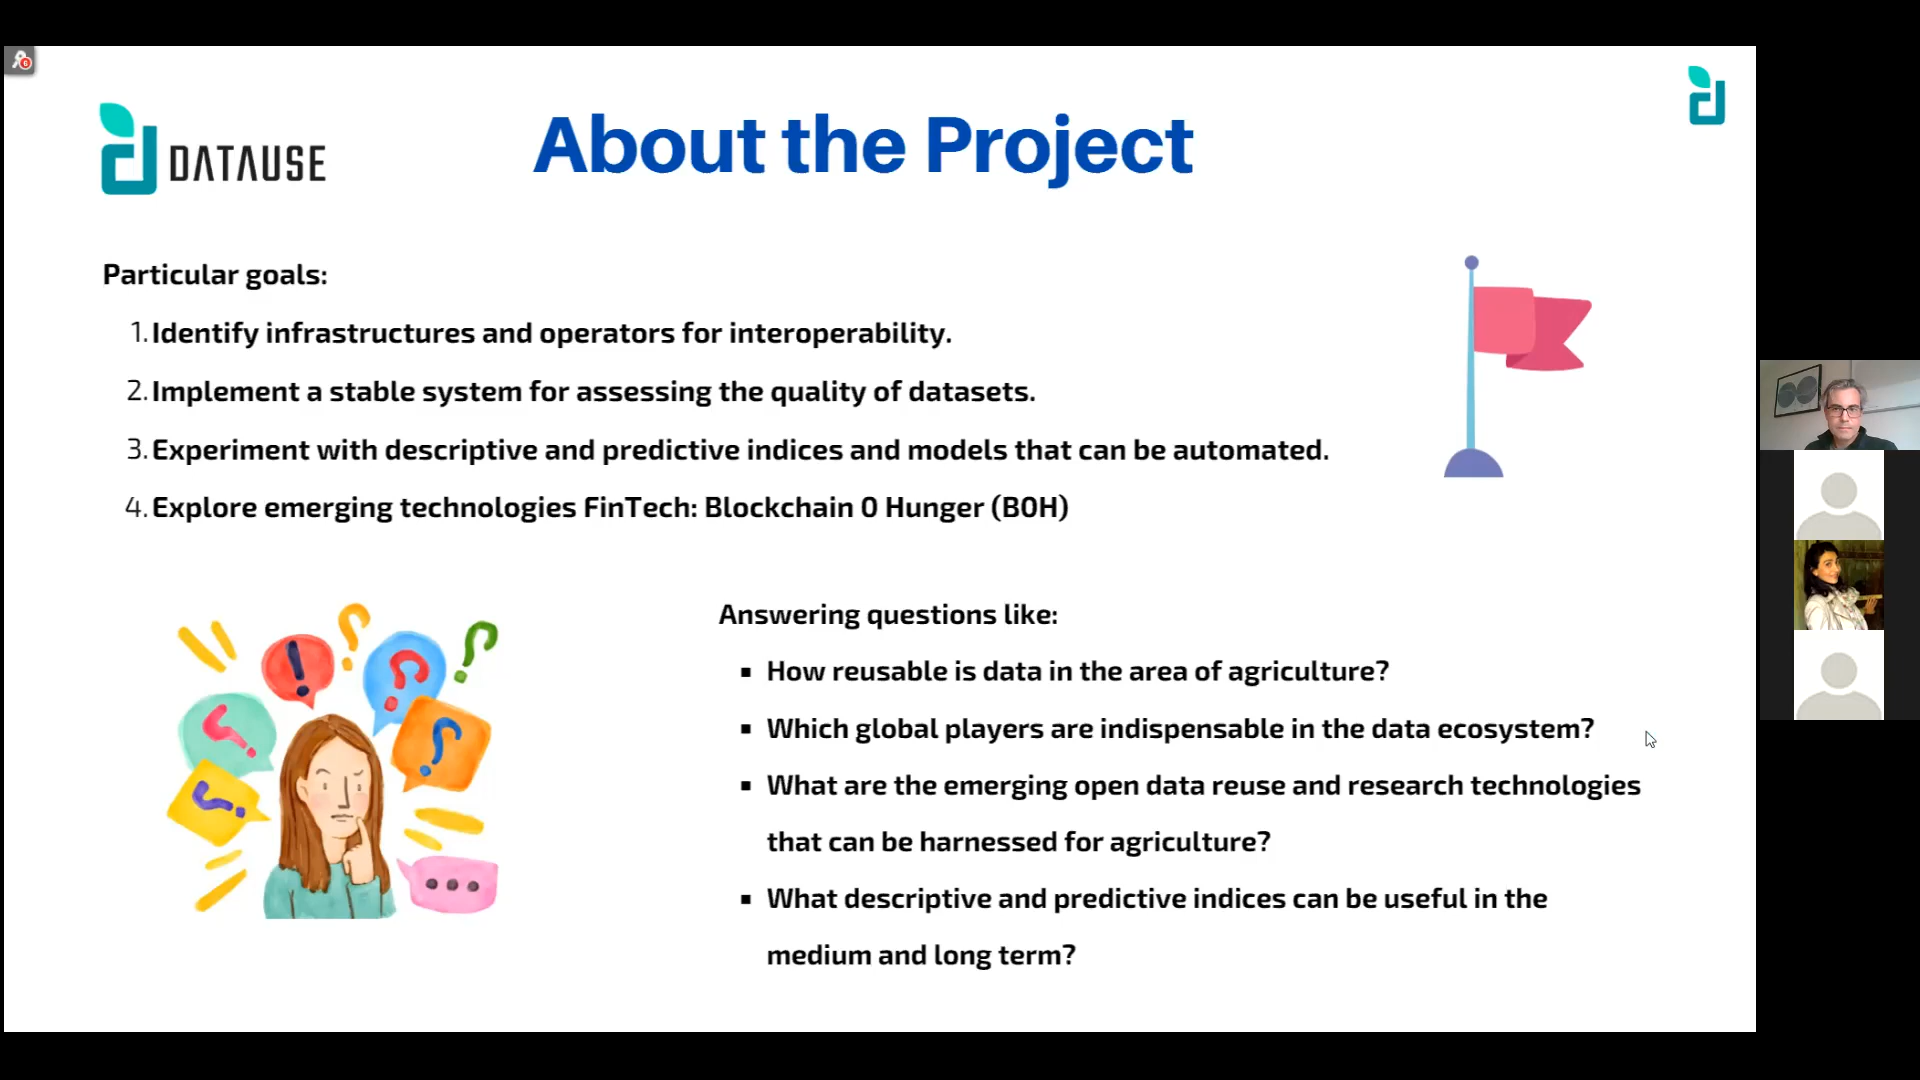 DATAUSE
About the Project
Particular goals:
1. Identify infrastructures and operators for interoperability.
2. Implement a stable system for assessing the quality of datasets.
3. Experiment with descriptive and predictive indices and models that can be automated.
4. Explore emerging technologies FinTech: Blockchain 0 Hunger (B0H)
Answering questions like:
▪ How reusable is data in the area of agriculture?
▪ Which global players are indispensable in the data ecosystem?
▪ What are the emerging open data reuse and research technologies
that can be harnessed for agriculture?
▪ What descriptive and predictive indices can be useful in the
medium and long term?